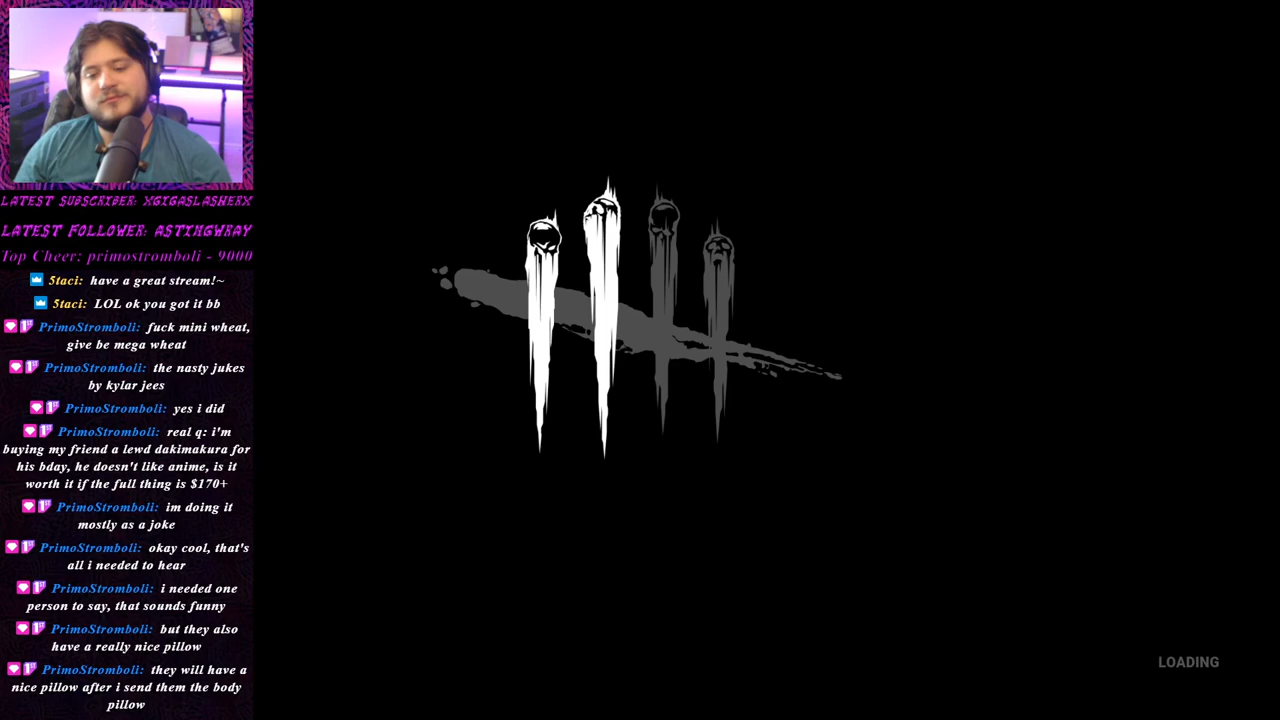 LATEST SUBSCRIBER: XGIGASLASHERX
LATEST FOLLOWER: ASTINGWRAY
Top Cheer: primostromboli - 9000
5taci: have a great stream!~
5taci: LOL ok you got it bb
PrimoStromboli: fuck mini wheat,
give be mega wheat
PrimoStromboli: the nasty jukes
by kylar jees
PrimoStromboli: yes i did
PrimoStromboli: real q: i'm
buying my friend a lewd dakimakura for
his bday, he doesn't like anime, is it
worth it if the full thing is $170+
PrimoStromboli: im doing it
mostly as a joke
PrimoStromboli: okay cool, that's
all i needed to hear
PrimoStromboli: i needed one
person to say, that sounds funny
PrimoStromboli: but they also
have a really nice pillow
PrimoStromboli: they will have a
nice pillow after i send them the body
pillow
LOADING